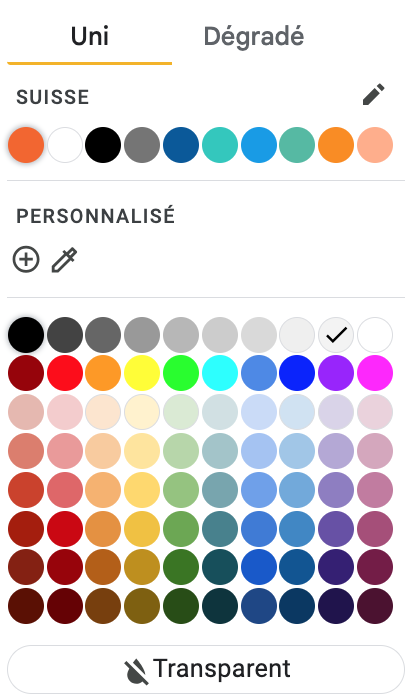 Uni
Dégradé
SUISSE
PERSONNALISÉ
Transparent